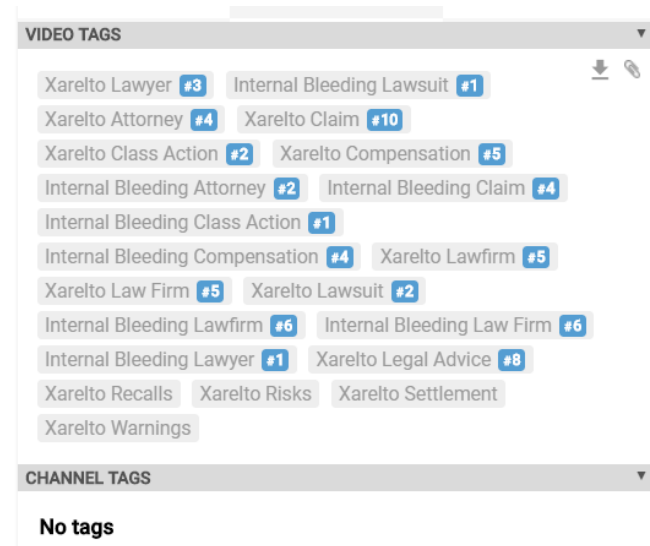 VIDEO TAGS
Xarelto Lawyer #3 Internal Bleeding Lawsuit #1
Xarelto Attorney #4 Xarelto Claim #10
Xarelto Class Action #2 Xarelto Compensation #5
Internal Bleeding Attorney #2 Internal Bleeding Claim #4
Internal Bleeding Class Action #1
Internal Bleeding Compensation #4 Xarelto Lawfirm #5
Xarelto Law Firm #5 Xarelto Lawsuit #2
Internal Bleeding Lawfirm #6 Internal Bleeding Law Firm #6
Internal Bleeding Lawyer #1 Xarelto Legal Advice #8
Xarelto Recalls Xarelto Risks Xarelto Settlement
Xarelto Warnings
CHANNEL TAGS
No tags